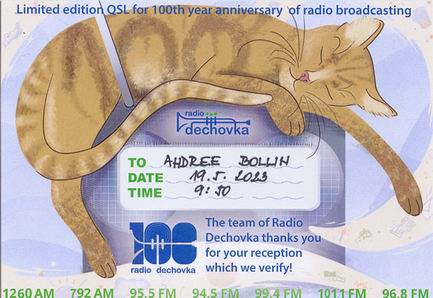 Limited edition QSL for 100th year anniversary of radio broadcasting
radio
dechovka
TO AHDREE BOLLIN
DATE 19. 5. 2023
TIME 9:50
100
radio dechovka
The team of Radio
Dechovka thanks you
for your reception
which we verify!
1260 AM 792 AM 95.5 FM 94.5 FM 99.4 FM 101.1 FM 96.8 FM